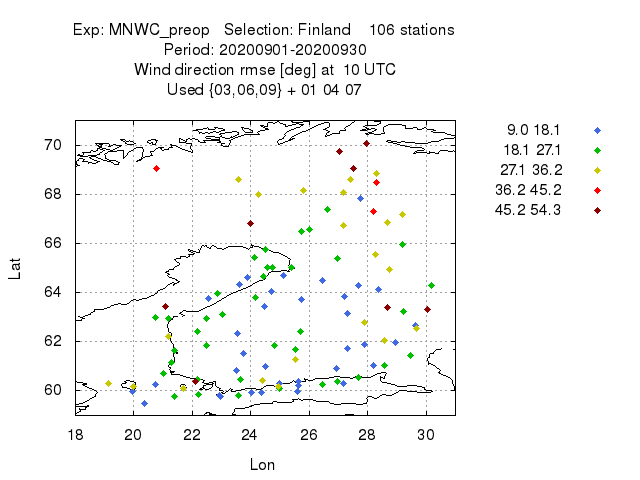 Exp: MNWC_preop   Selection: Finland    106 stations
Period: 20200901-20200930
Wind direction rmse [deg] at  10 UTC
Used {03,06,09} + 01 04 07
9.0 18.1
18.1 27.1
27.1 36.2
36.2 45.2
45.2 54.3
70
68
66
64
62
60
Lat
18 20 22 24 26 28 30
Lon